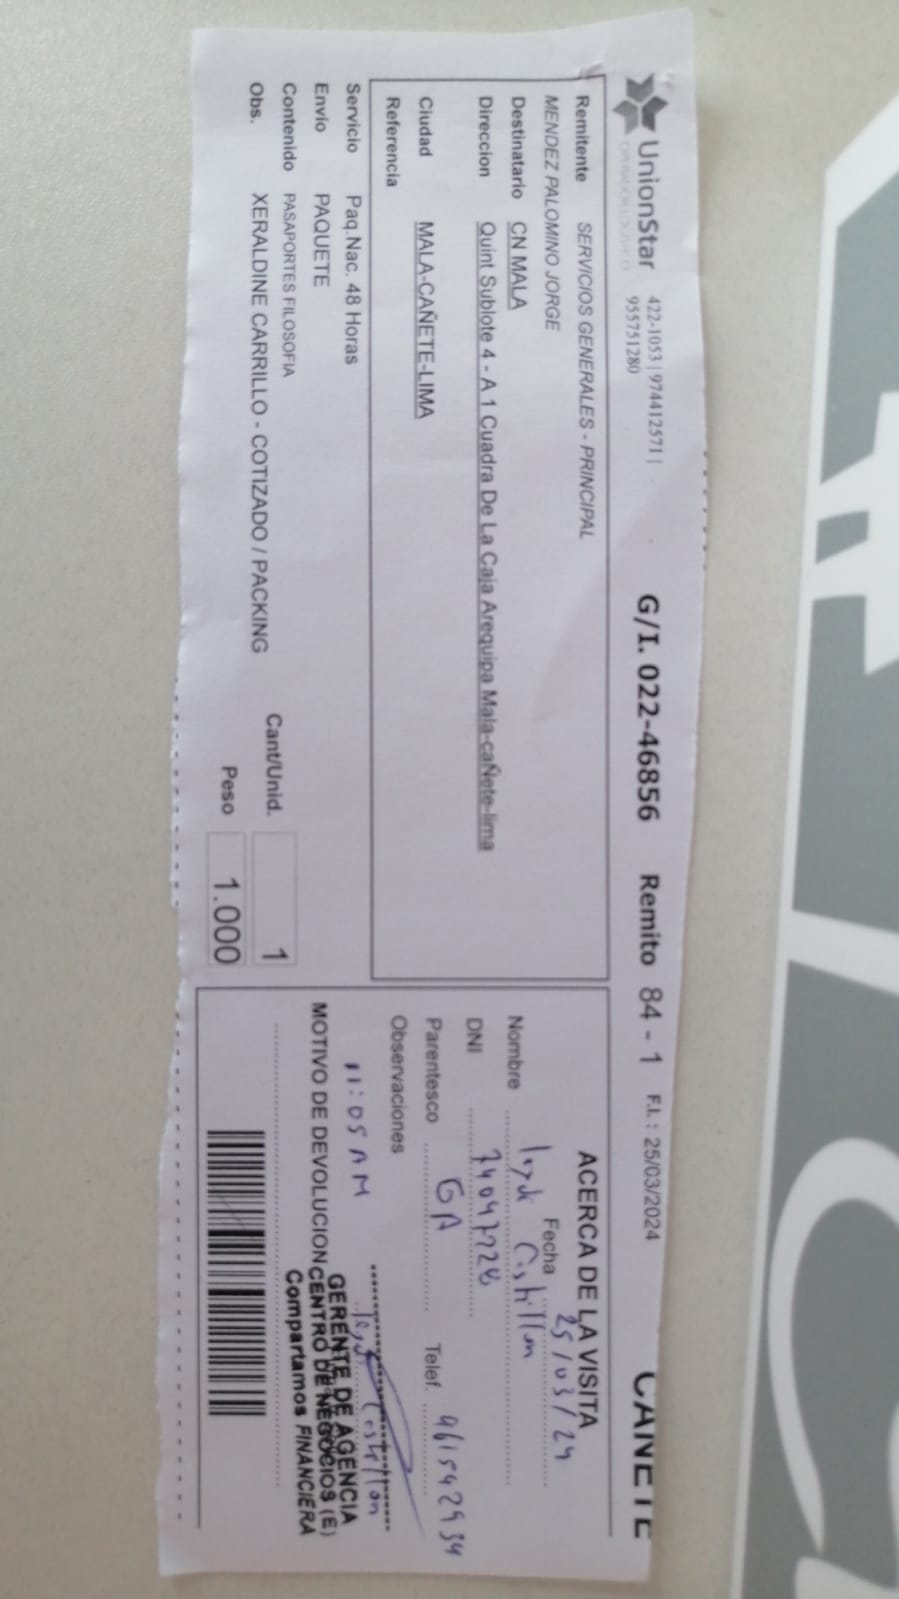 UnionStar
OPERADOR LOGISTICO
422-1053 | 974412571 |
955751280
G/I. 022-46856 Remito 84 - 1 F.I. : 25/03/2024 CAÑETE
Remitente SERVICIOS GENERALES - PRINCIPAL
MENDEZ PALOMINO JORGE
Destinatario CN MALA
Direccion Quint Sublote 4 - A 1 Cuadra De La Caja Arequipa Mala-caÑete-lima
Ciudad MALA-CAÑETE-LIMA
Referencia
Servicio Paq.Nac. 48 Horas
Envio PAQUETE
Contenido PASAPORTES FILOSOFIA
Obs. XERALDINE CARRILLO - COTIZADO / PACKING
Cant/Unid. 1
Peso 1.000
ACERCA DE LA VISITA
Fecha 25/03/24
Nombre Castillon
DNI
Parentesco GA Telef. 961542934
Observaciones
11:05 AM
MOTIVO DE DEVOLUCION
GERENTE DE AGENCIA
CENTRO DE NEGOCIOS (E)
Compartamos FINANCIERA